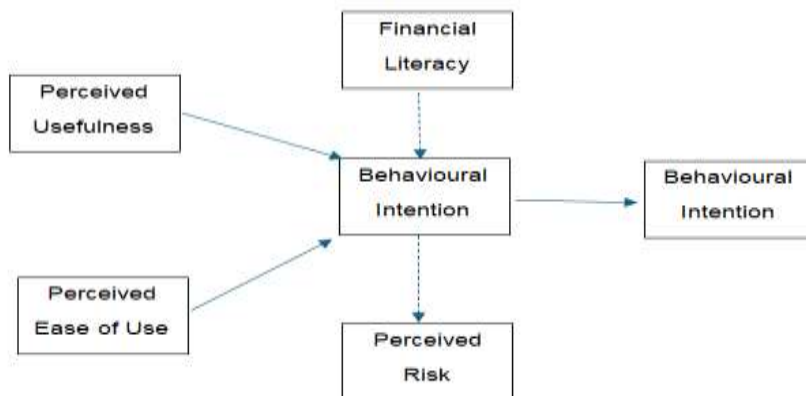 Financial
Literacy
Perceived
Usefulness
Behavioural
Intention
Behavioural
Intention
Perceived
Ease of Use
Perceived
Risk